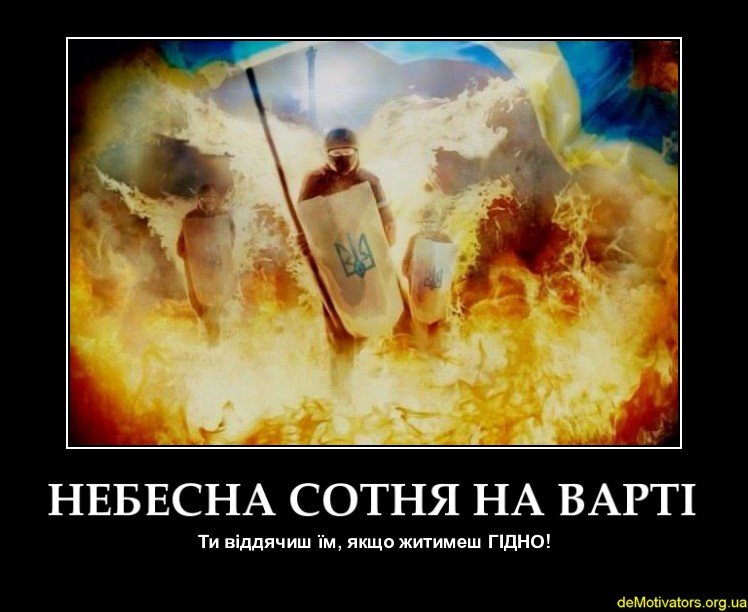 НЕБЕСНА СОТНЯ НА ВАРТІ
Ти віддячиш їм, якщо житимеш ГІДНО!
deMotivators.org.ua